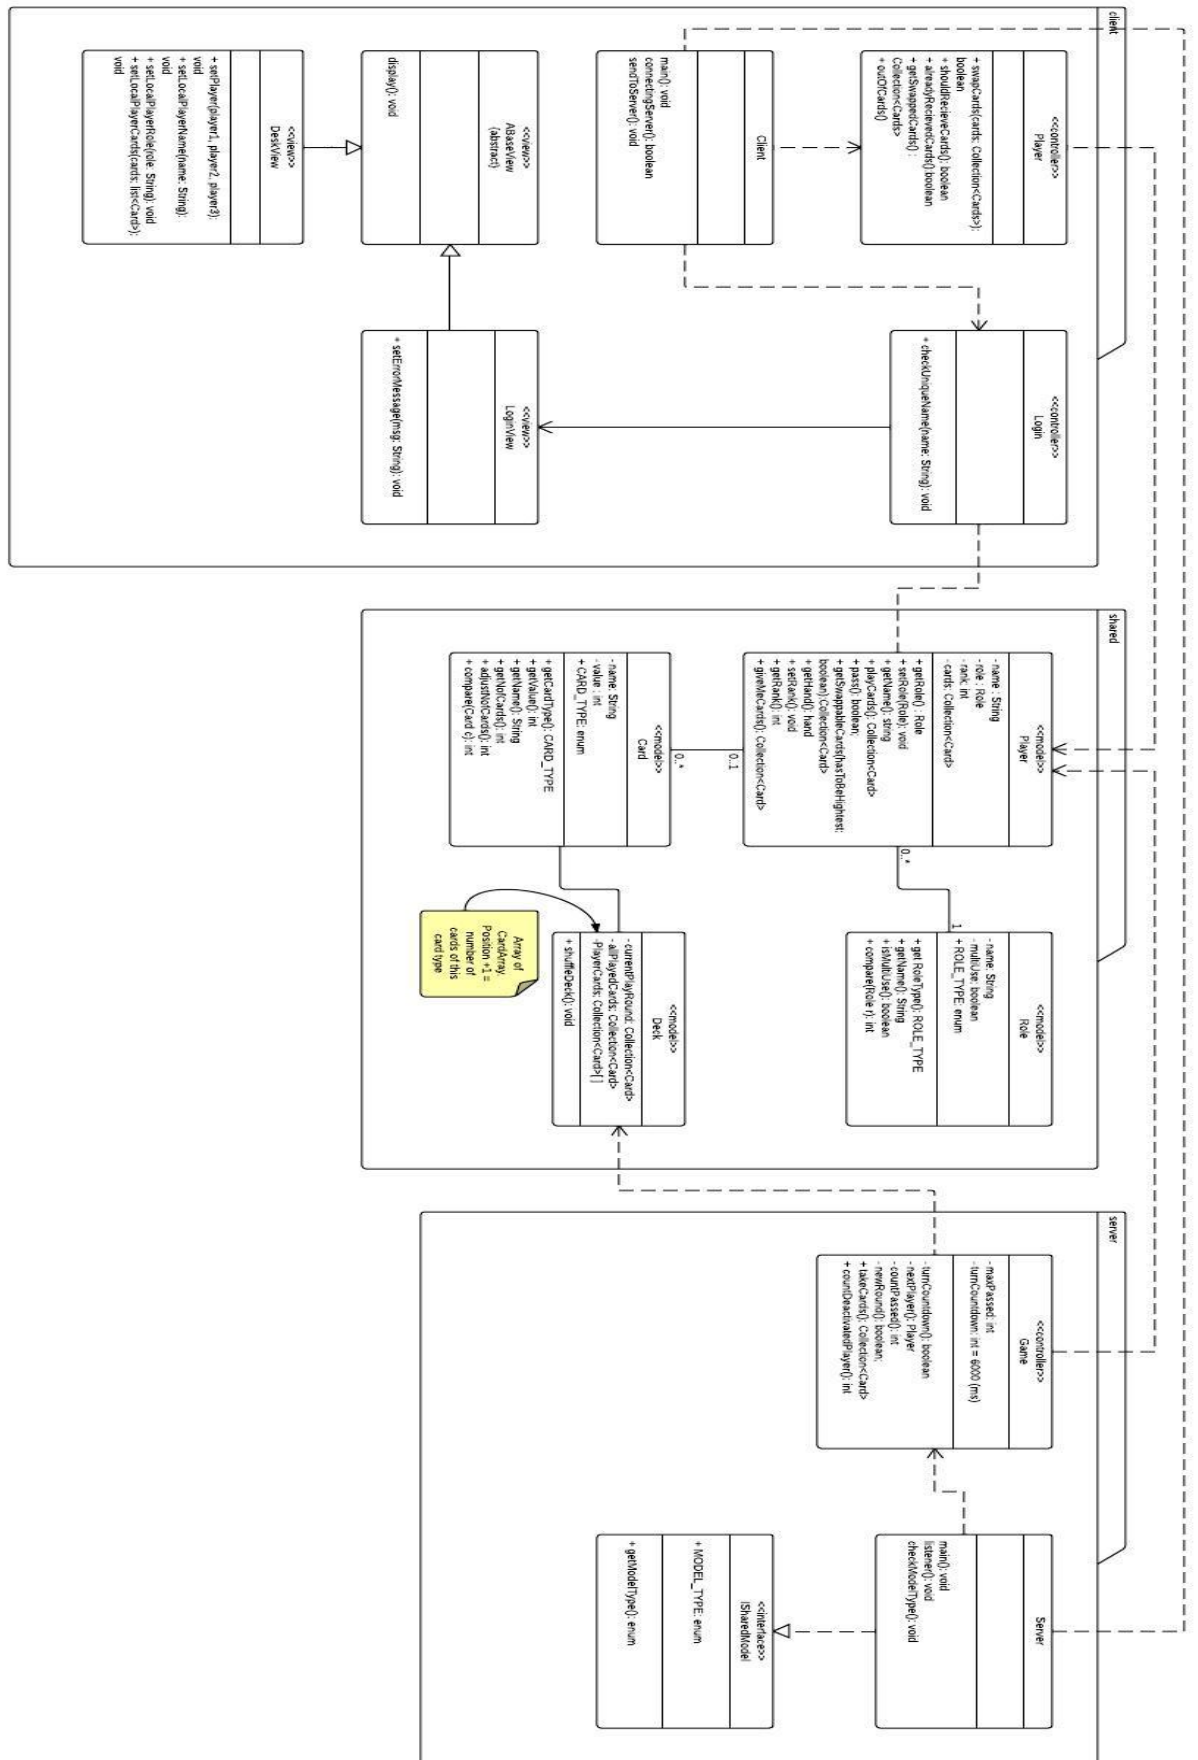 client
<<controller>>
Player
+ swapCards(cards: Collection<Cards>):
boolean
+ shouldRecieveCards(): boolean
+ alreadyRecievedCards():boolean
+ getSwappedCards() :
Collection<Cards>
+ outOfCards()
<<controller>>
Login
+ checkUniqueName(name: String): void
Client
main(): void
connectingServer(): boolean
sendToServer(): void
<<view>>
ABaseView
(abstract)
display(): void
<<view>>
LoginView
+ setErrorMessage(msg: String): void
<<view>>
DeskView
+ setPlayer(player1, player2, player3):
void
+ setLocalPlayerName(name: String):
void
+ setLocalPlayerRole(role: String): void
+ setLocalPlayerCards(cards: list<Card>):
void
shared
<<model>>
Player
- name : String
- role : Role
- rank: int
- cards: Collection<Card>
+ getRole() : Role
+ setRole(Role): void
+ getName(): string
+ playCards(): Collection<Card>
+ pass(): boolean;
+ getSwappableCards(hasToBeHightest:
boolean):Collection<Card>
+ getHand(): hand
+ setRank(): void
+ getRank(): int
+ giveMeCards(): Collection<Card>
0..*
1
<<model>>
Role
- name: String
- multiUse: boolean
+ ROLE_TYPE: enum
+ get RoleType(): ROLE_TYPE
+ getName(): String
+ isMultiUse(): boolean
+ compare(Role r): int
0..1
0..*
<<model>>
Card
- name: String
- value : int
+ CARD_TYPE: enum
+ getCardType(): CARD_TYPE
+ getValue(): int
+ getName(): String
+ getNofCards(): int
+ adjustNofCards(): int
+ compare(Card c): int
<<model>>
Deck
- currentPlayRound: Collection<Card>
- allPlayedCards: Collection<Card>
-PlayerCards: Collection<Card>[ ]
+ shuffleDeck(): void
Array of
CardArray.
Position +1 =
number of
cards of this
card type
server
<<controller>>
Game
- maxPassed: int
- turnCountdown: int = 6000 (ms)
- turnCountdown(): boolean
- nextPlayer(): Player
- countPassed(): int
- newRound(): boolean;
+ takeCards(): Collection<Card>
+ countDeactivatedPlayer(): int
Server
main(): void
listener(): void
checkModelType(): void
<<interface>>
ISharedModel
+ MODEL_TYPE: enum
+ getModelType(): enum